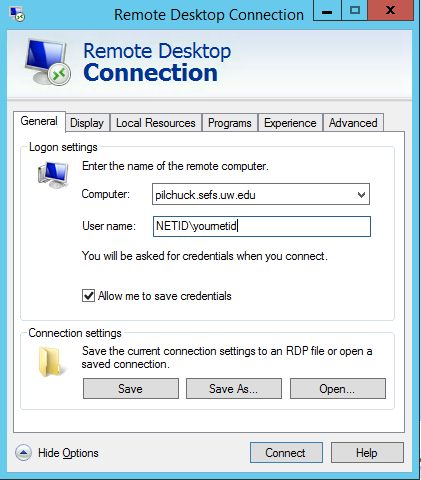 Remote Desktop Connection
Remote Desktop
Connection
General Display Local Resources Programs Experience Advanced
Logon settings
Enter the name of the remote computer.
Computer: pilchuck.sefs.uw.edu
User name: NETID\yournetid
You will be asked for credentials when you connect.
Allow me to save credentials
Connection settings
Save the current connection settings to an RDP file or open a
saved connection.
Save Save As... Open...
Hide Options Connect Help